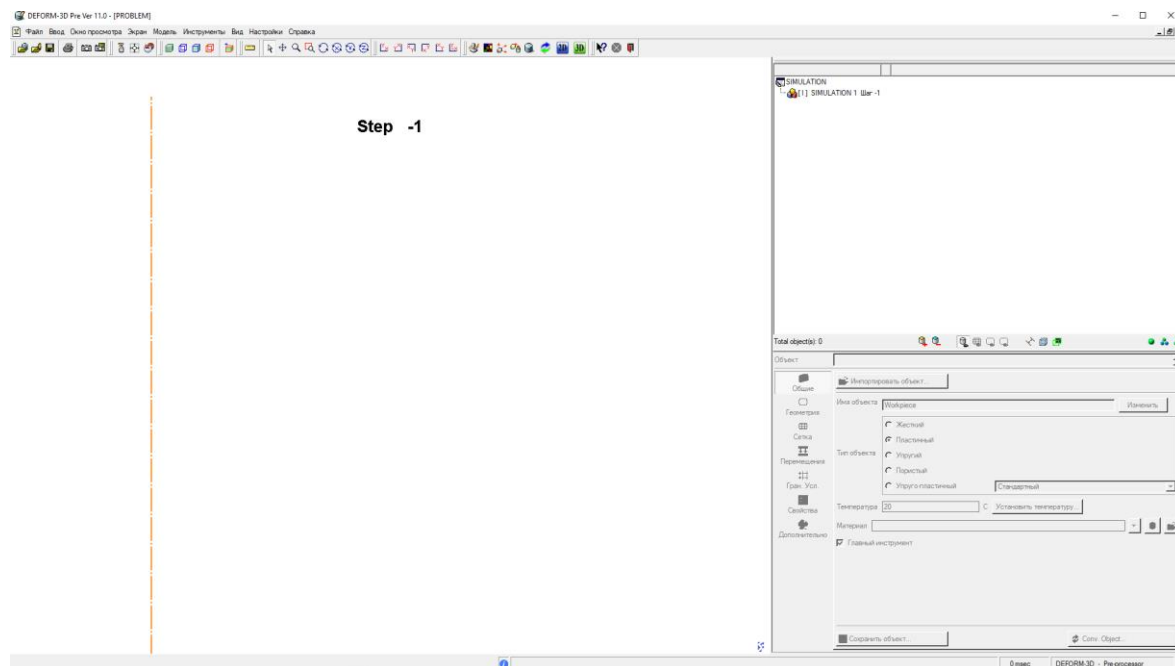 DEFORM-3D Pre Ver 11.0 - [PROBLEM]
Файл Ввод Окно просмотра Экран Модель Инструменты Вид Настройки Справка
Step -1
SIMULATION
[1] SIMULATION 1 Шаг -1
Total object(s): 0
Объект
Общие
Импортировать объект...
Имя объекта Workpiece Изменить
Геометрия
Сетка
Перемещения
Гран. Усл.
Свойства
Дополнительно
Тип объекта
Жесткий
Пластичный
Упругий
Пористый
Упруго-пластичный Стандартный
Температура 20 C Установить температуру...
Материал
Главный инструмент
Сохранить объект... Conv. Object...
0 msec DEFORM-3D - Pre-processor